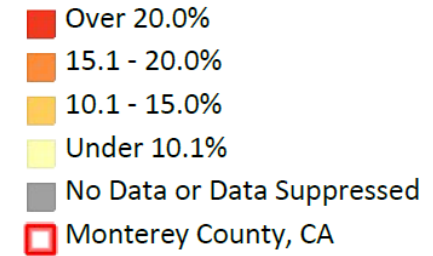 Over 20.0%
15.1 - 20.0%
10.1 - 15.0%
Under 10.1%
No Data or Data Suppressed
Monterey County, CA